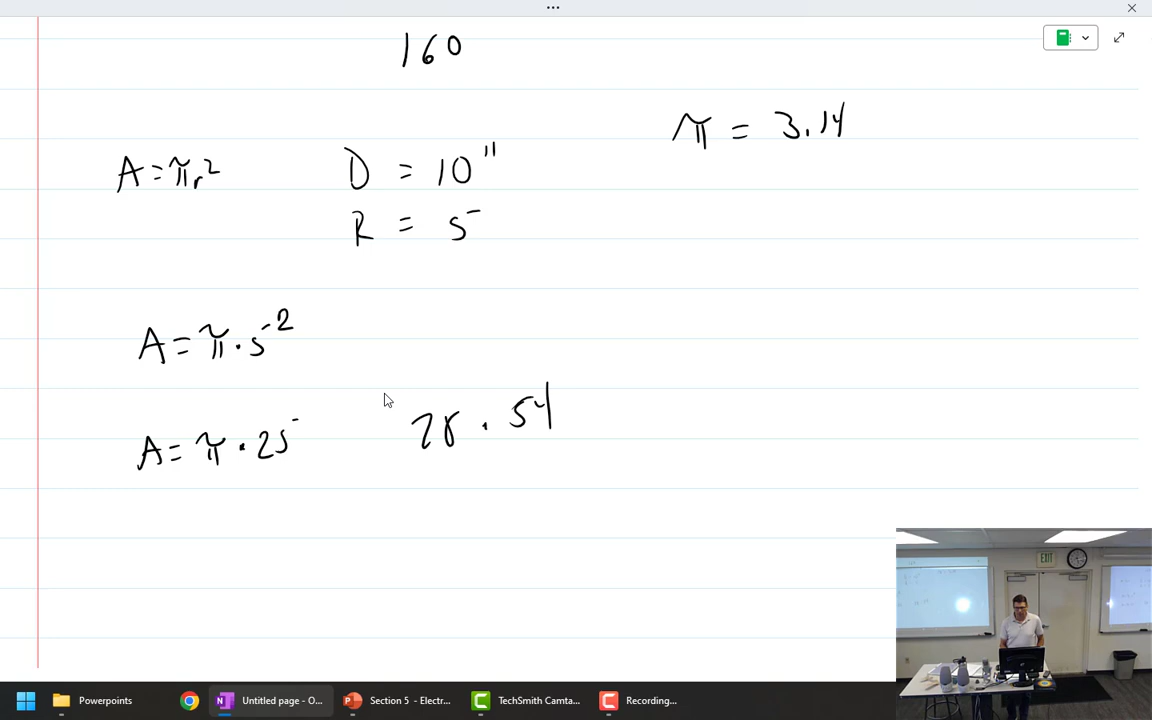 160
π = 3.14
A=πr²
D = 10"
R = 5
A=π·5²
A=π·25
78.54
EXIT
Powerpoints
Untitled page - O...
Section 5 - Electr...
TechSmith Camta...
Recording...